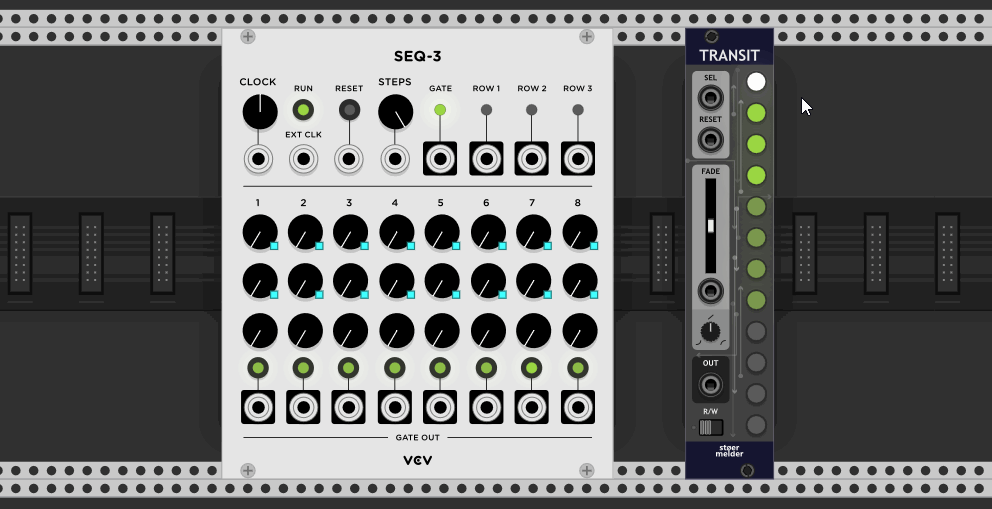 SEQ-3
CLOCK RUN RESET STEPS GATE ROW 1 ROW 2 ROW 3
EXT CLK
1 2 3 4 5 6 7 8
GATE OUT
VCV
TRANSIT
SEL
RESET
FADE
OUT
R/W
støer
melder